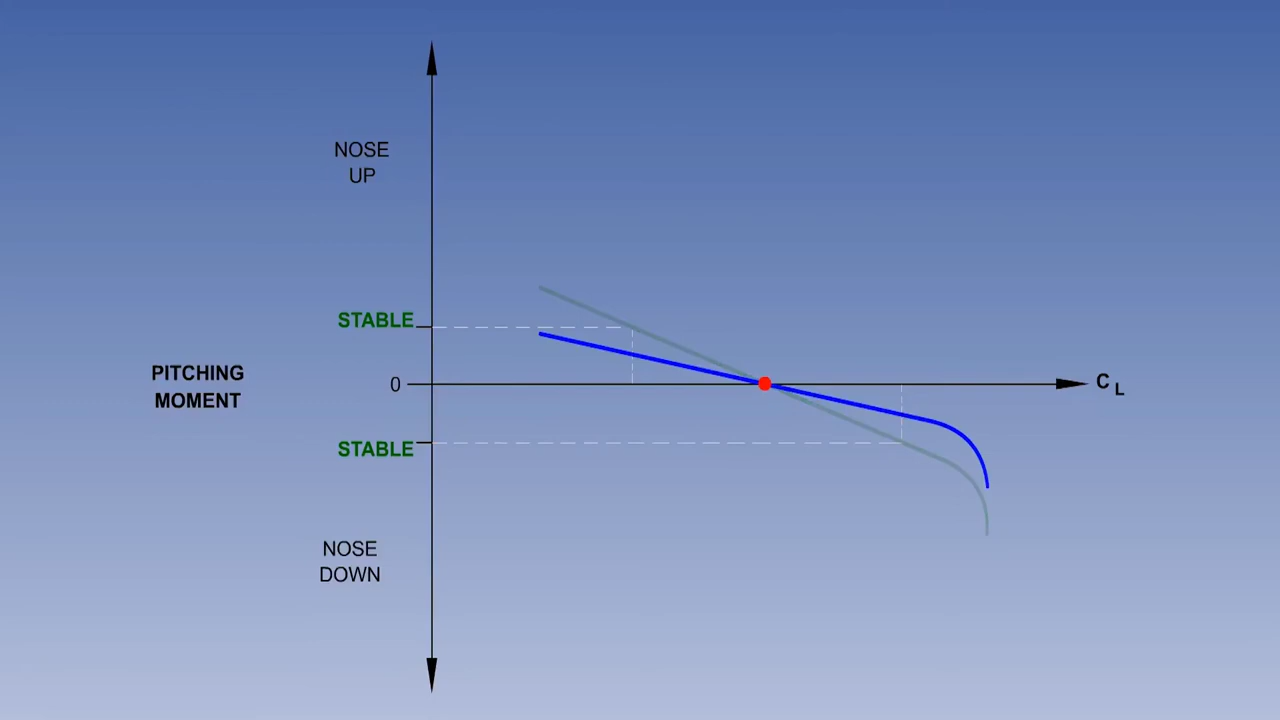 NOSE
UP
STABLE
PITCHING
MOMENT
0
C L
STABLE
NOSE
DOWN